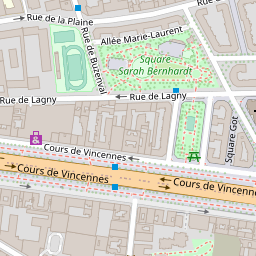 Rue de la Plaine
Allée Marie-Laurent
Rue de Buzenval
Square
Sarah Bernhardt
Rue de Lagny
Rue de Lagny
Square Got
Cours de Vincennes
Cours de Vincennes
Cours de Vincenne